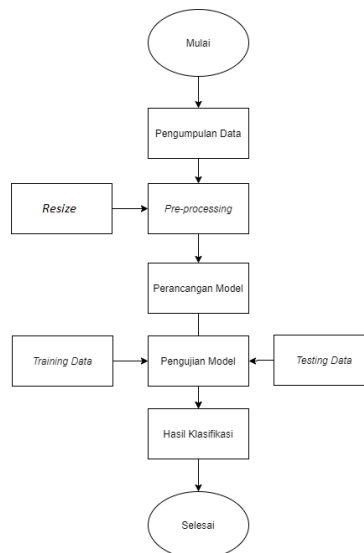 Mulai
Pengumpulan Data
Resize
Pre-processing
Perancangan Model
Training Data
Pengujian Model
Testing Data
Hasil Klasifikasi
Selesai